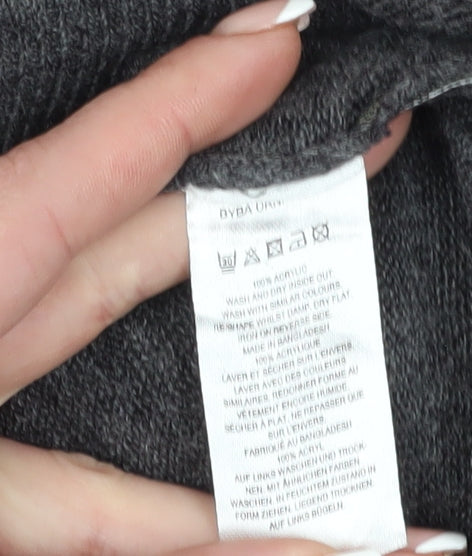 30
100% ACRYLIC
WASH AND DRY INSIDE OUT.
WASH WITH SIMILAR COLOURS.
RESHAPE WHILST DAMP. DRY FLAT.
IRON ON REVERSE SIDE.
MADE IN BANGLADESH
100% ACRYLIQUE
LAVER ET SÉCHER SUR L'ENVERS.
LAVER AVEC DES COULEURS
SIMILAIRES. REDONNER FORME AU
VÊTEMENT ENCORE HUMIDE.
SÉCHER À PLAT. NE REPASSER QUE
SUR L'ENVERS.
FABRIQUÉ AU BANGLADESH
100% ACRYL
AUF LINKS WASCHEN UND TROCK-
NEN. MIT ÄHNLICHEN FARBEN
WASCHEN. IN FEUCHTEM ZUSTAND IN
FORM ZIEHEN. LIEGEND TROCKNEN.
AUF LINKS BÜGELN.